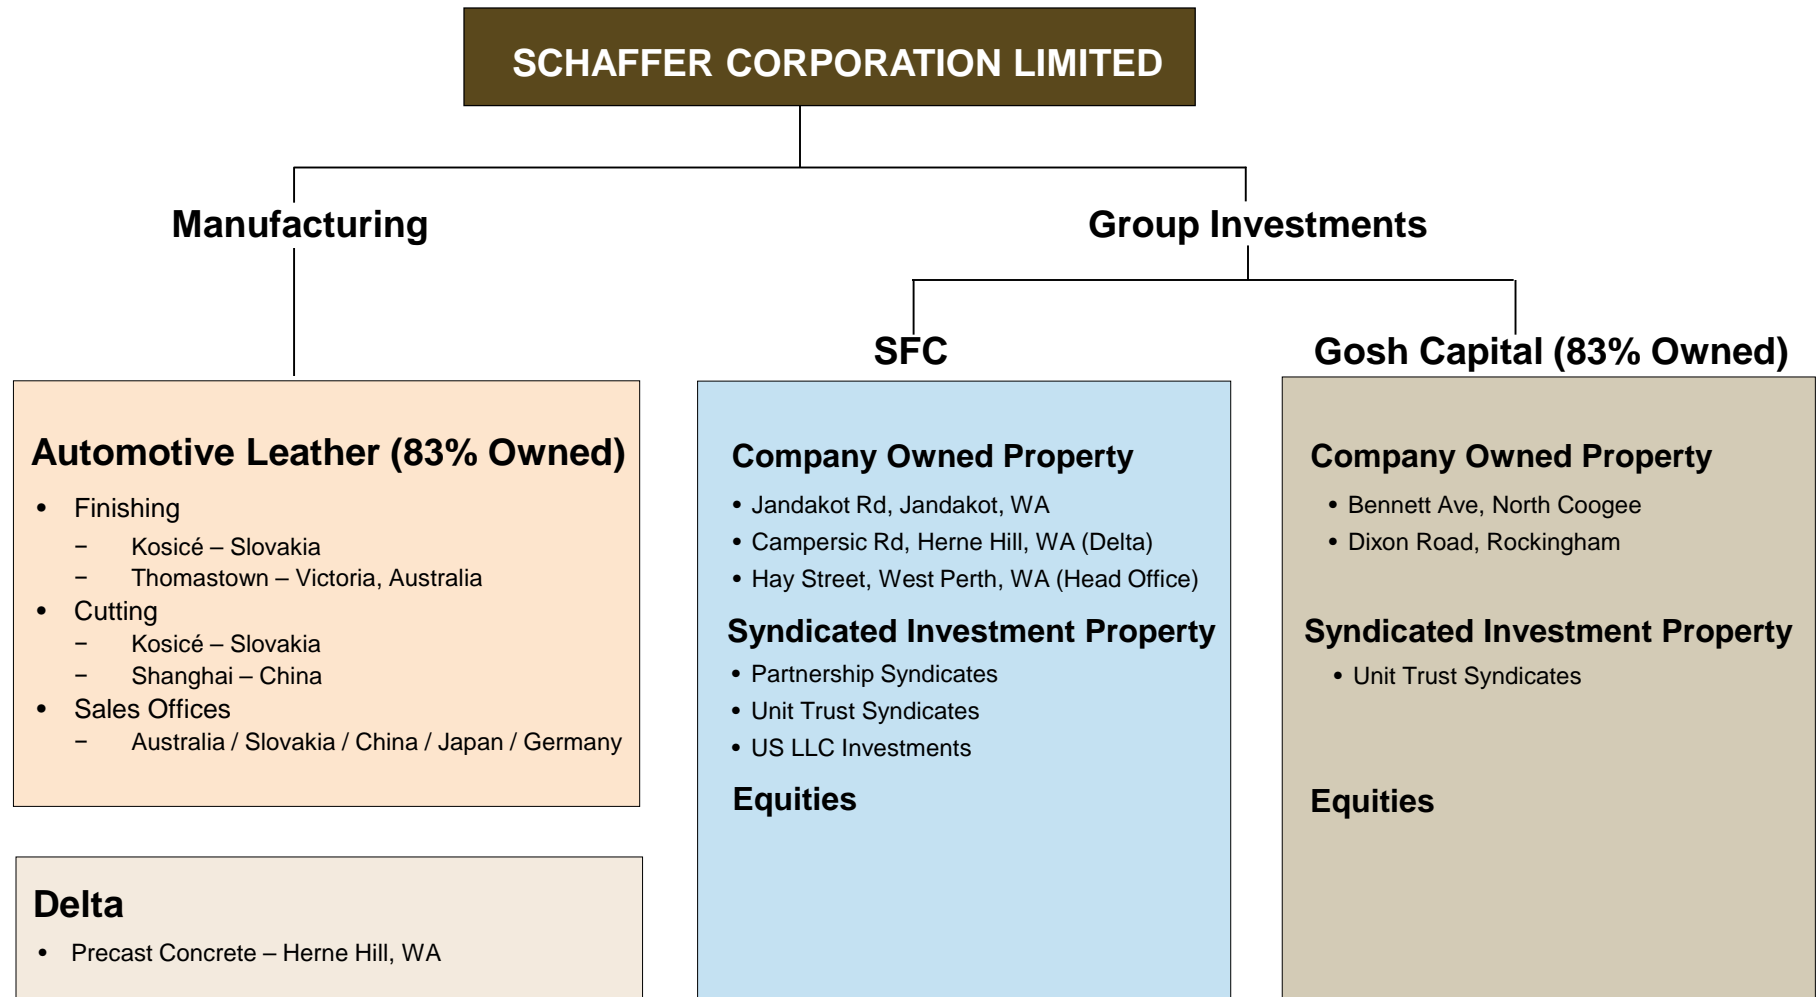 SCHAFFER CORPORATION LIMITED
Manufacturing
Group Investments
SFC
Gosh Capital (83% Owned)
Automotive Leather (83% Owned)
• Finishing
− Kosicé – Slovakia
− Thomastown – Victoria, Australia
• Cutting
− Kosicé – Slovakia
− Shanghai – China
• Sales Offices
− Australia / Slovakia / China / Japan / Germany
Delta
• Precast Concrete – Herne Hill, WA
Company Owned Property
• Jandakot Rd, Jandakot, WA
• Campersic Rd, Herne Hill, WA (Delta)
• Hay Street, West Perth, WA (Head Office)
Syndicated Investment Property
• Partnership Syndicates
• Unit Trust Syndicates
• US LLC Investments
Equities
Company Owned Property
• Bennett Ave, North Coogee
• Dixon Road, Rockingham
Syndicated Investment Property
• Unit Trust Syndicates
Equities